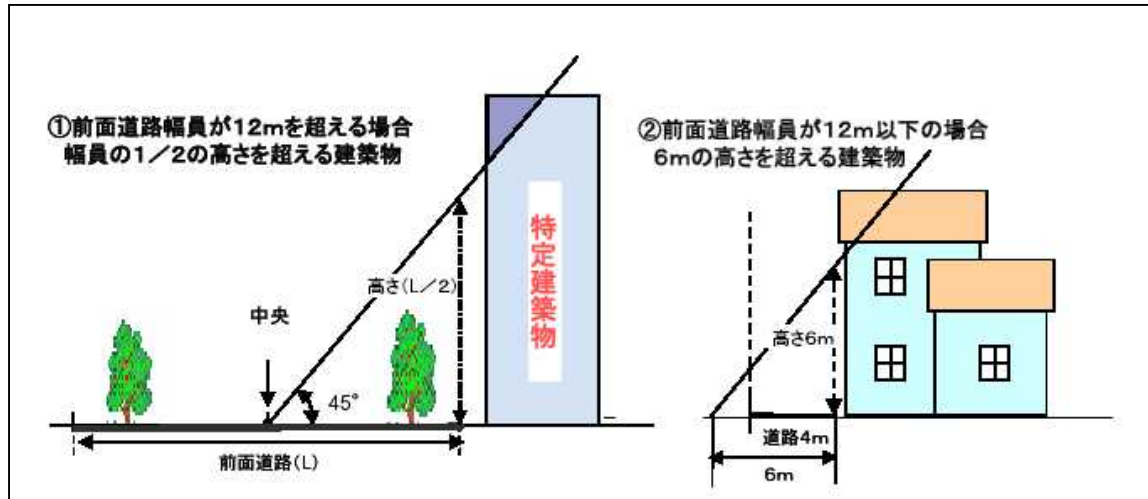 ①前面道路幅員が12mを超える場合
幅員の1/2の高さを超える建築物
特定建築物
高さ(L/2)
中央
45°
前面道路(L)
②前面道路幅員が12m以下の場合
6mの高さを超える建築物
高さ6m
道路4m
6m